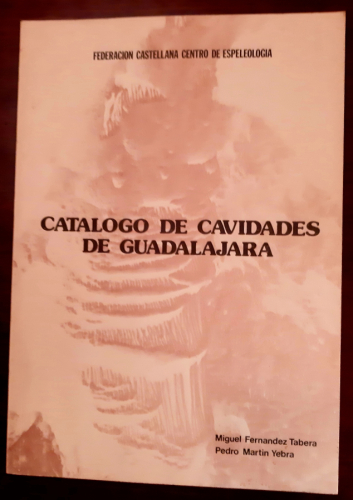 FEDERACION CASTELLANA CENTRO DE ESPELEOLOGIA
CATALOGO DE CAVIDADES
DE GUADALAJARA
Miguel Fernandez Tabera
Pedro Martin Yebra